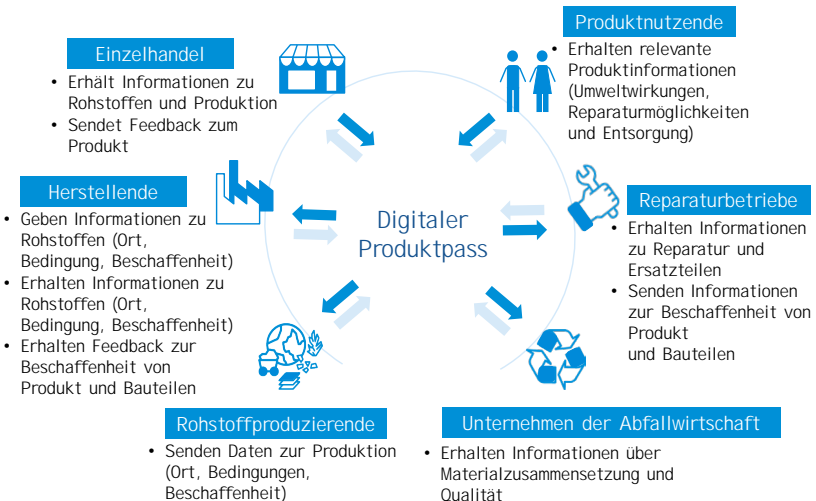 Einzelhandel
• Erhält Informationen zu
Rohstoffen und Produktion
• Sendet Feedback zum
Produkt
Produktnutzende
• Erhalten relevante
Produktinformationen
(Umweltwirkungen,
Reparaturmöglichkeiten
und Entsorgung)
Herstellende
• Geben Informationen zu
Rohstoffen (Ort,
Bedingung, Beschaffenheit)
• Erhalten Informationen zu
Rohstoffen (Ort,
Bedingung, Beschaffenheit)
• Erhalten Feedback zur
Beschaffenheit von
Produkt und Bauteilen
Digitaler
Produktpass
Reparaturbetriebe
• Erhalten Informationen
zu Reparatur und
Ersatzteilen
• Senden Informationen
zur Beschaffenheit von
Produkt
und Bauteilen
Rohstoffproduzierende
• Senden Daten zur Produktion
(Ort, Bedingungen,
Beschaffenheit)
Unternehmen der Abfallwirtschaft
• Erhalten Informationen über
Materialzusammensetzung und
Qualität